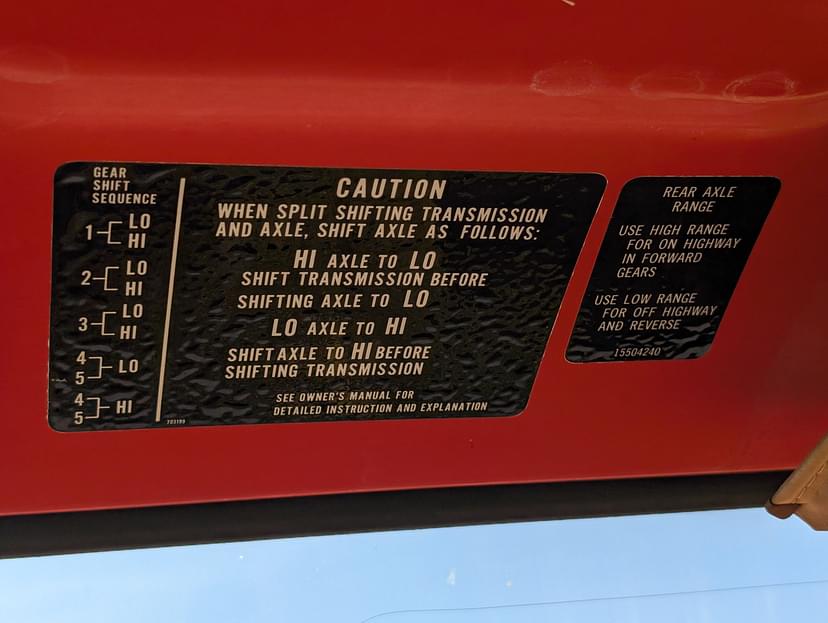 GEAR
SHIFT
SEQUENCE
1 LO
HI
2 LO
HI
3 LO
HI
4
5 LO
4
5 HI
CAUTION
WHEN SPLIT SHIFTING TRANSMISSION
AND AXLE, SHIFT AXLE AS FOLLOWS:
HI AXLE TO LO
SHIFT TRANSMISSION BEFORE
SHIFTING AXLE TO LO
LO AXLE TO HI
SHIFT AXLE TO HI BEFORE
SHIFTING TRANSMISSION
SEE OWNER'S MANUAL FOR
DETAILED INSTRUCTION AND EXPLANATION
REAR AXLE
RANGE
USE HIGH RANGE
FOR ON HIGHWAY
IN FORWARD
GEARS
USE LOW RANGE
FOR OFF HIGHWAY
AND REVERSE
15504240